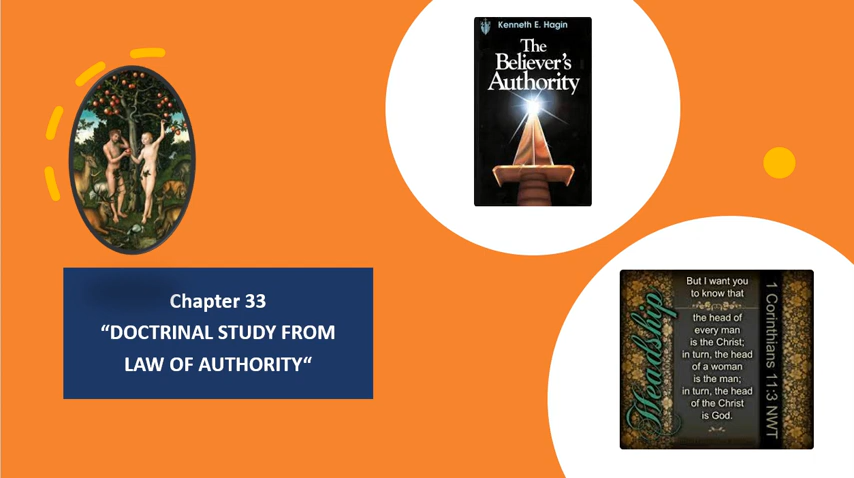 Kenneth E. Hagin
The
Believer's
Authority
Chapter 33
“DOCTRINAL STUDY FROM
LAW OF AUTHORITY“
Headship
But I want you
to know that
the head of
every man
is the Christ;
in turn, the head
of a woman
is the man;
in turn, the head
of the Christ
is God.
1 Corinthians 11:3 NWT